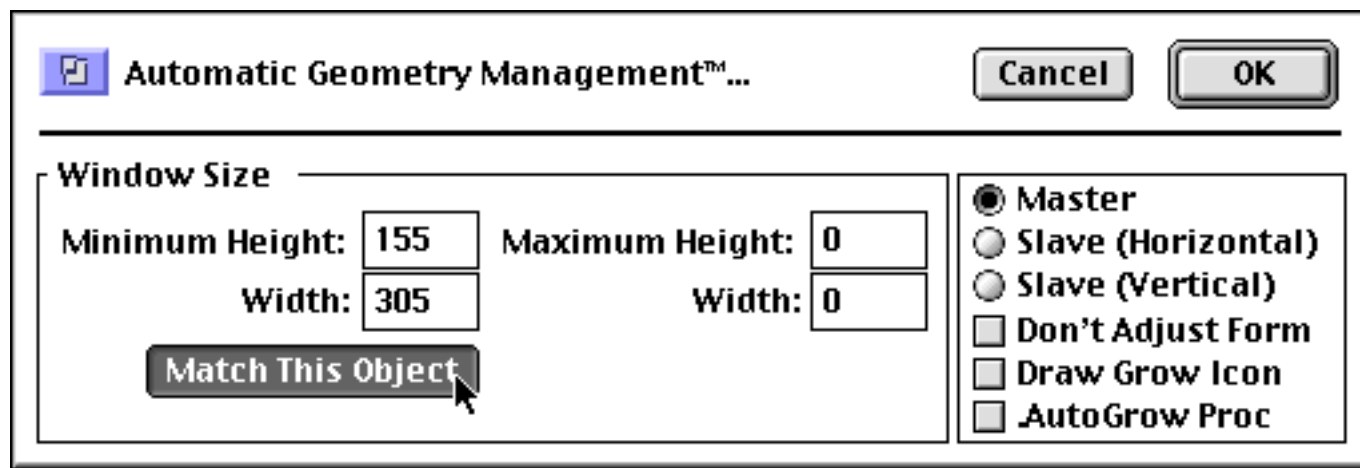 Automatic Geometry Management™...
Cancel
OK
Window Size
Minimum Height: 155
Maximum Height: 0
Width: 305
Width: 0
Match This Object
Master
Slave (Horizontal)
Slave (Vertical)
Don't Adjust Form
Draw Grow Icon
.AutoGrow Proc